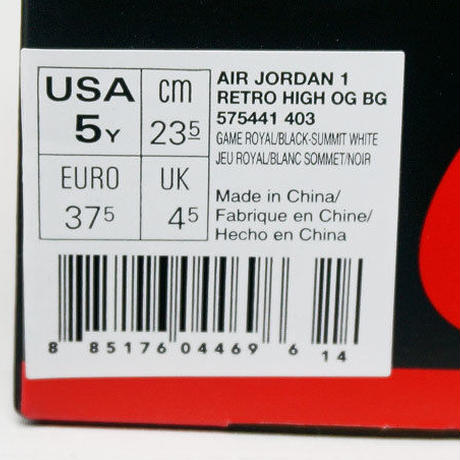 USA
5Y
cm
23 5
EURO
37 5
UK
4 5
AIR JORDAN 1
RETRO HIGH OG BG
575441 403
GAME ROYAL/BLACK-SUMMIT WHITE
JEU ROYAL/BLANC SOMMET/NOIR
Made in China/
Fabrique en Chine/
Hecho en China
8 85176 04469 6 14